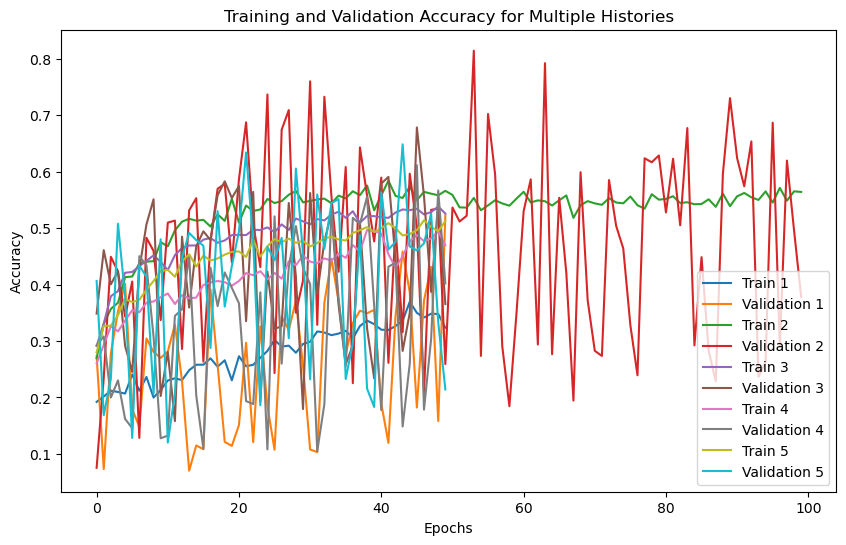 Training and Validation Accuracy for Multiple Histories
Accuracy
0.8
0.7
0.6
0.5
0.4
0.3
0.2
0.1
0
20
40
60
80
100
Epochs
Train 1
Validation 1
Train 2
Validation 2
Train 3
Validation 3
Train 4
Validation 4
Train 5
Validation 5